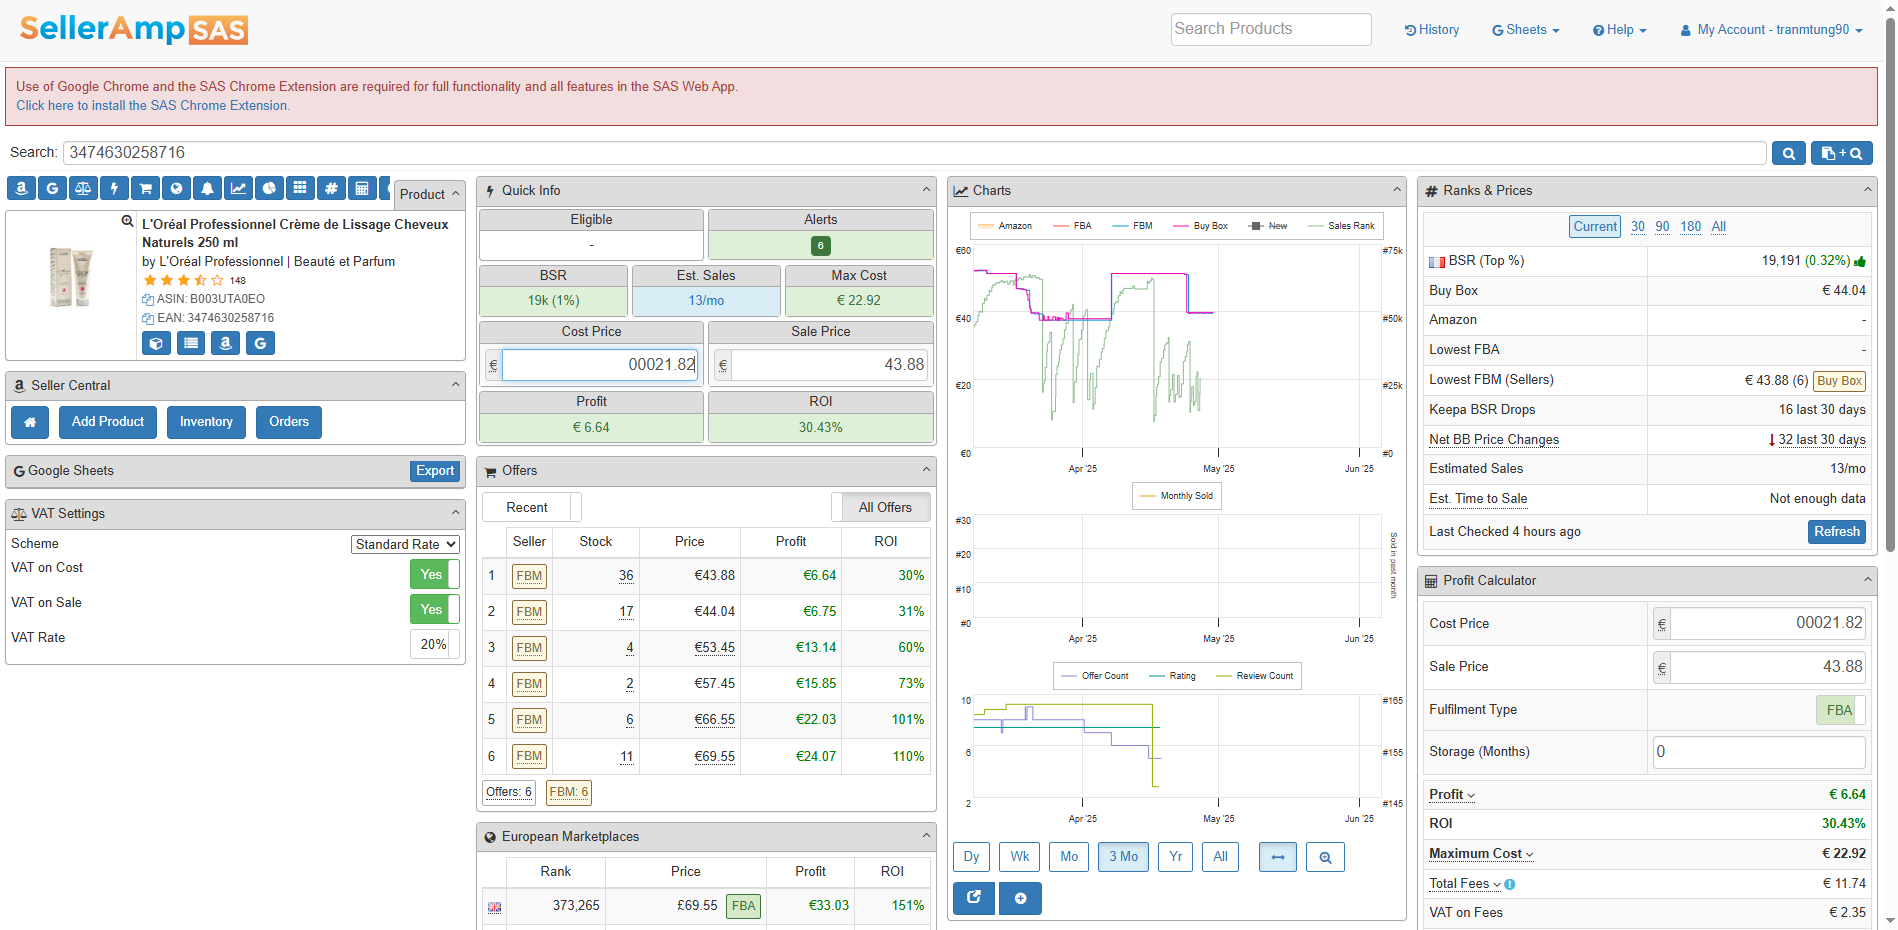 SellerAmp SAS
Search Products
History
Sheets
Help
My Account - tranmtung90
Use of Google Chrome and the SAS Chrome Extension are required for full functionality and all features in the SAS Web App.
Click here to install the SAS Chrome Extension.
Search: 3474630258716
Product
L'Oréal Professionnel Crème de Lissage Cheveux
Naturels 250 ml
by L'Oréal Professionnel | Beauté et Parfum
148
ASIN: B003UTA0EO
EAN: 3474630258716
Seller Central
Add Product Inventory Orders
Google Sheets Export
VAT Settings
Scheme Standard Rate
VAT on Cost Yes
VAT on Sale Yes
VAT Rate 20%
Quick Info
Eligible Alerts
- 6
BSR Est. Sales Max Cost
19k (1%) 13/mo € 22.92
Cost Price Sale Price
€ 00021.82 € 43.88
Profit ROI
€ 6.64 30.43%
Offers
Recent All Offers
Seller Stock Price Profit ROI
1 FBM 36 €43.88 €6.64 30%
2 FBM 17 €44.04 €6.75 31%
3 FBM 4 €53.45 €13.14 60%
4 FBM 2 €57.45 €15.85 73%
5 FBM 6 €66.55 €22.03 101%
6 FBM 11 €69.55 €24.07 110%
Offers: 6 FBM: 6
European Marketplaces
Rank Price Profit ROI
373,265 £69.55 FBA €33.03 151%
Charts
Amazon FBA FBM Buy Box New Sales Rank
€60 #75k
€40 #50k
€20 #25k
€0 #0
Apr '25 May '25 Jun '25
Monthly Sold
#30
#20
#10
#0
Sold in past month
Apr '25 May '25 Jun '25
Offer Count Rating Review Count
10 #165
6 #155
2 #145
Apr '25 May '25 Jun '25
Dy Wk Mo 3 Mo Yr All
Ranks & Prices
Current 30 90 180 All
BSR (Top %) 19,191 (0.32%)
Buy Box € 44.04
Amazon -
Lowest FBA -
Lowest FBM (Sellers) € 43.88 (6) Buy Box
Keepa BSR Drops 16 last 30 days
Net BB Price Changes 32 last 30 days
Estimated Sales 13/mo
Est. Time to Sale Not enough data
Last Checked 4 hours ago Refresh
Profit Calculator
Cost Price € 00021.82
Sale Price € 43.88
Fulfilment Type FBA
Storage (Months) 0
Profit € 6.64
ROI 30.43%
Maximum Cost € 22.92
Total Fees € 11.74
VAT on Fees € 2.35